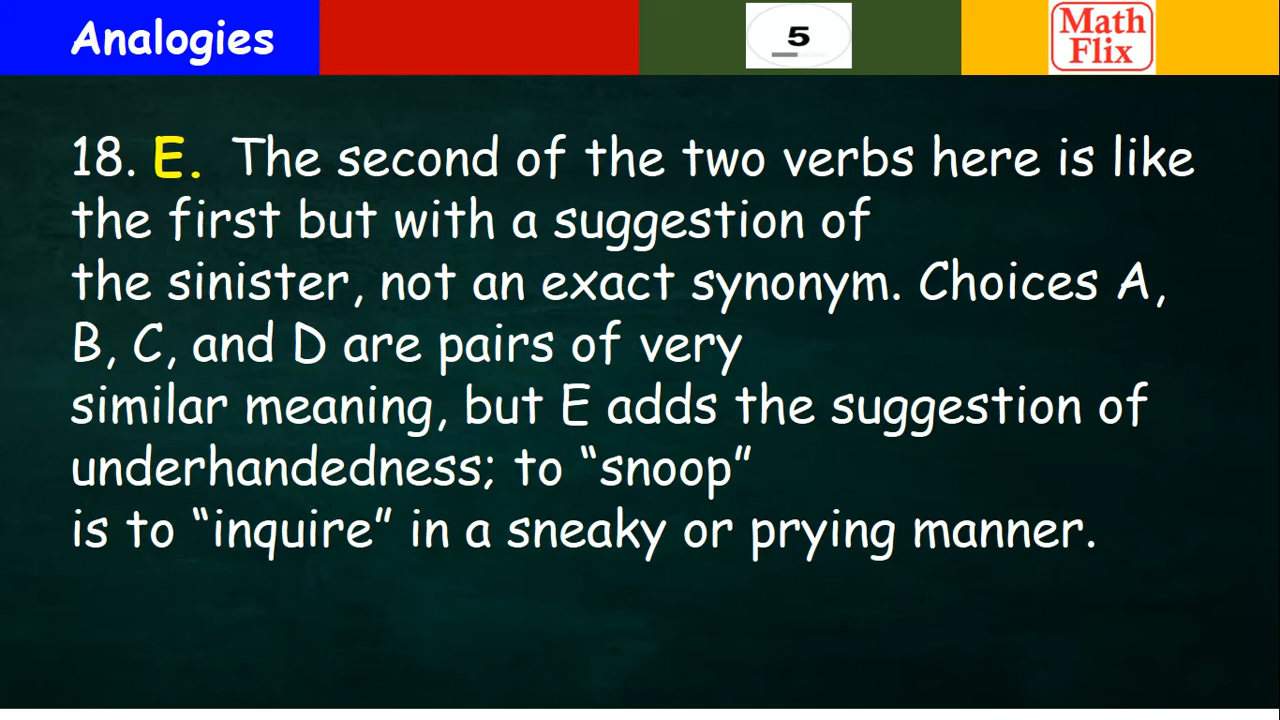 Analogies
5
Math
Flix
18. E. The second of the two verbs here is like
the first but with a suggestion of
the sinister, not an exact synonym. Choices A,
B, C, and D are pairs of very
similar meaning, but E adds the suggestion of
underhandedness; to “snoop”
is to “inquire” in a sneaky or prying manner.